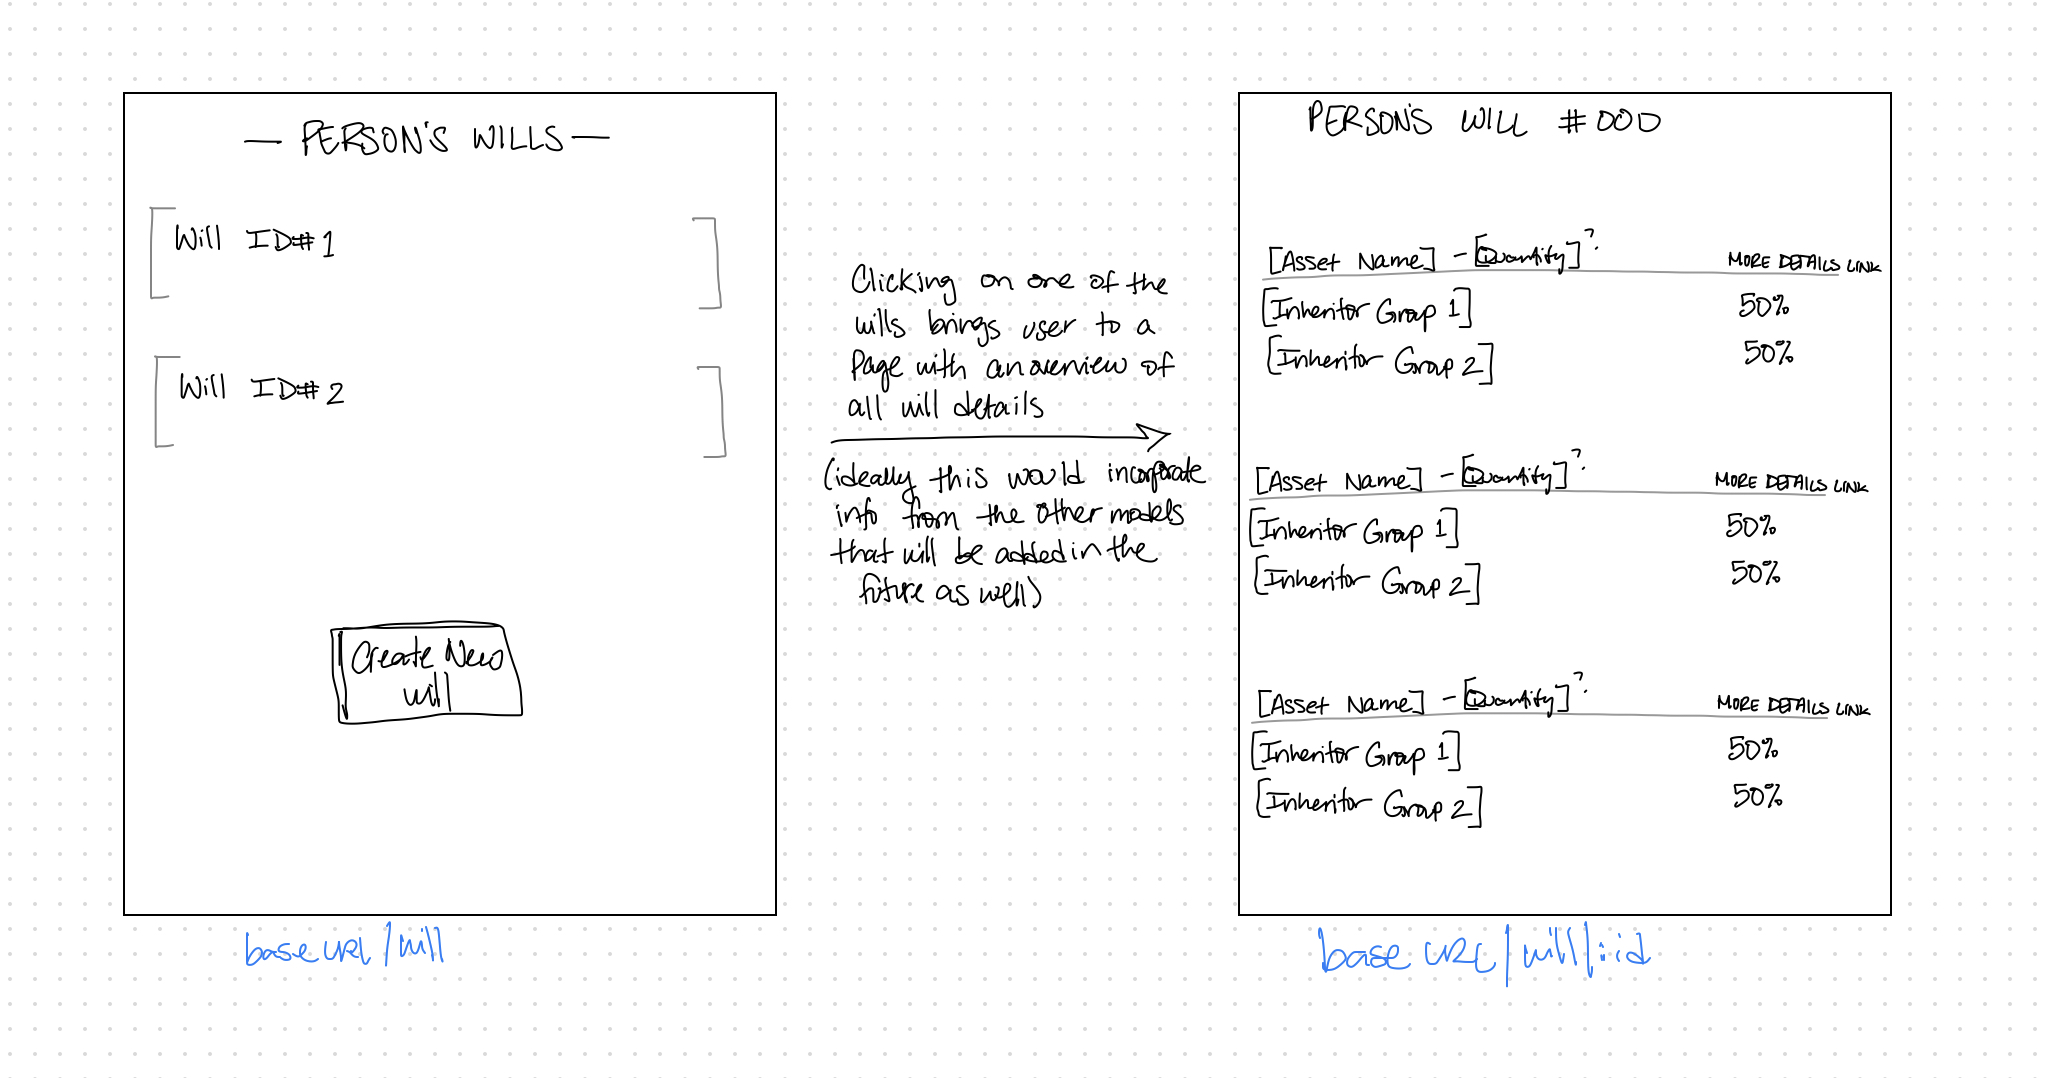 — PERSON'S WILLS —
Will ID#1
Will ID#2
Create New
will
base URL/will
Clicking on one of the
wills brings user to a
page with an overview of
all will details
(ideally this would incorporate
info from the other models
that will be added in the
future as well)
PERSON'S WILL #000
[Asset Name] - [Quantity]? MORE DETAILS LINK
[Inheritor Group 1] 50%
[Inheritor Group 2] 50%
[Asset Name] - [Quantity]? MORE DETAILS LINK
[Inheritor Group 1] 50%
[Inheritor Group 2] 50%
[Asset Name] - [Quantity]? MORE DETAILS LINK
[Inheritor Group 1] 50%
[Inheritor Group 2] 50%
base URL/will/:id